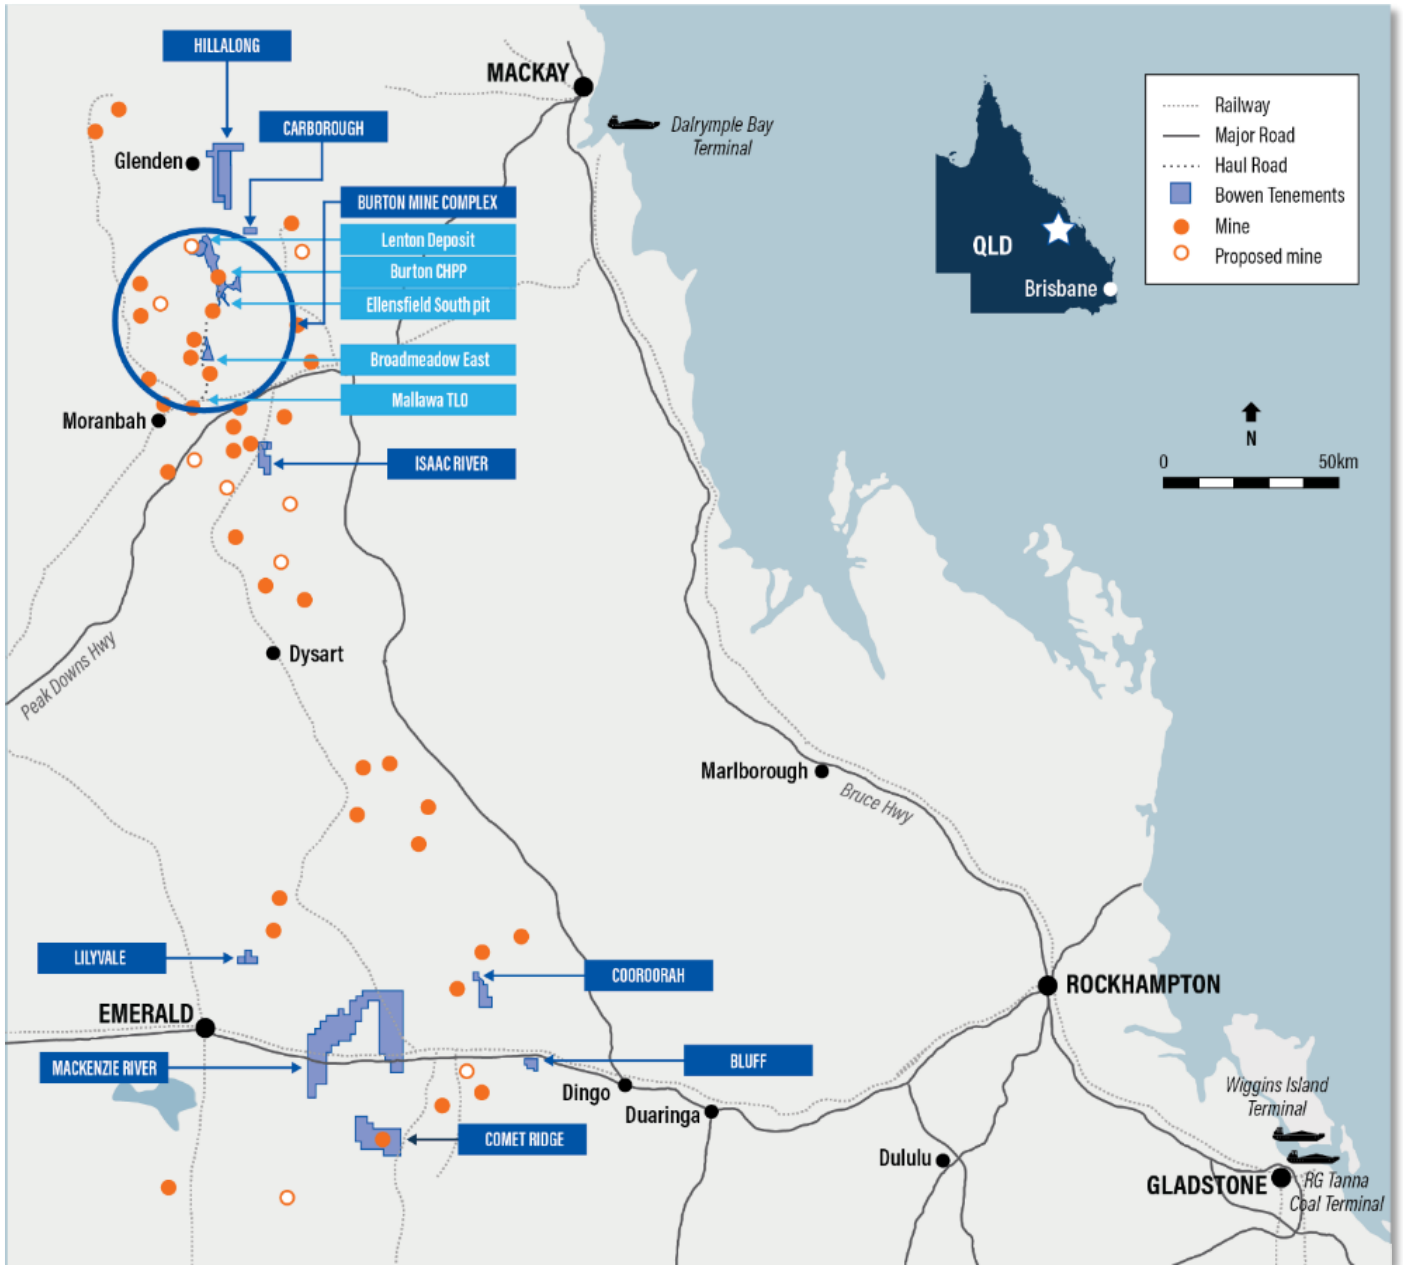 HILLALONG
MACKAY
CARBOROUGH
Dalrymple Bay
Terminal
Glenden
BURTON MINE COMPLEX
Lenton Deposit
Burton CHPP
Ellensfield South pit
Broadmeadow East
Mallawa TLO
Moranbah
ISAAC RIVER
Railway
Major Road
Haul Road
Bowen Tenements
Mine
Proposed mine
QLD
Brisbane
N
0 50km
Peak Downs Hwy
Dysart
Marlborough
Bruce Hwy
LILYVALE
COOROORAH
ROCKHAMPTON
EMERALD
MACKENZIE RIVER
BLUFF
Dingo
Duaringa
COMET RIDGE
Dululu
Wiggins Island
Terminal
GLADSTONE
RG Tanna
Coal Terminal